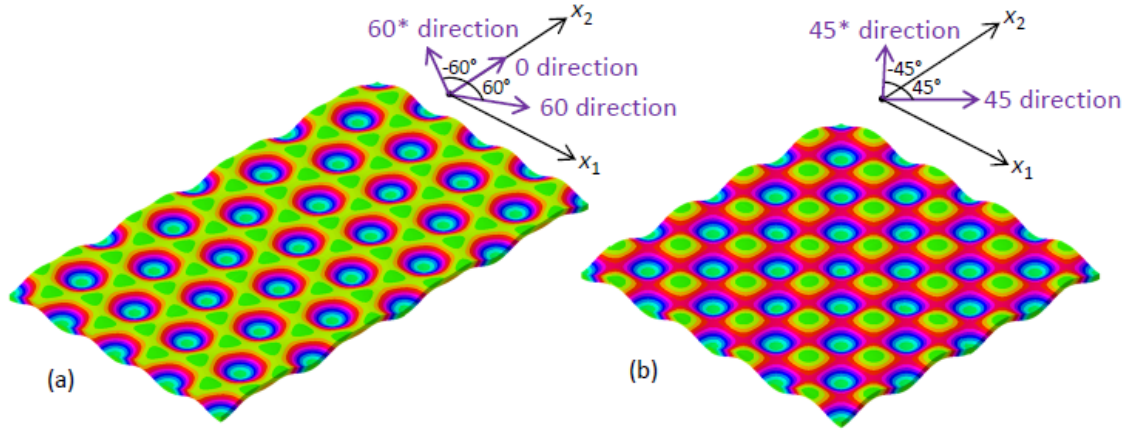 x2
60* direction
-60°
0 direction
60°
60 direction
x1
(a)
x2
45* direction
-45°
45°
45 direction
x1
(b)